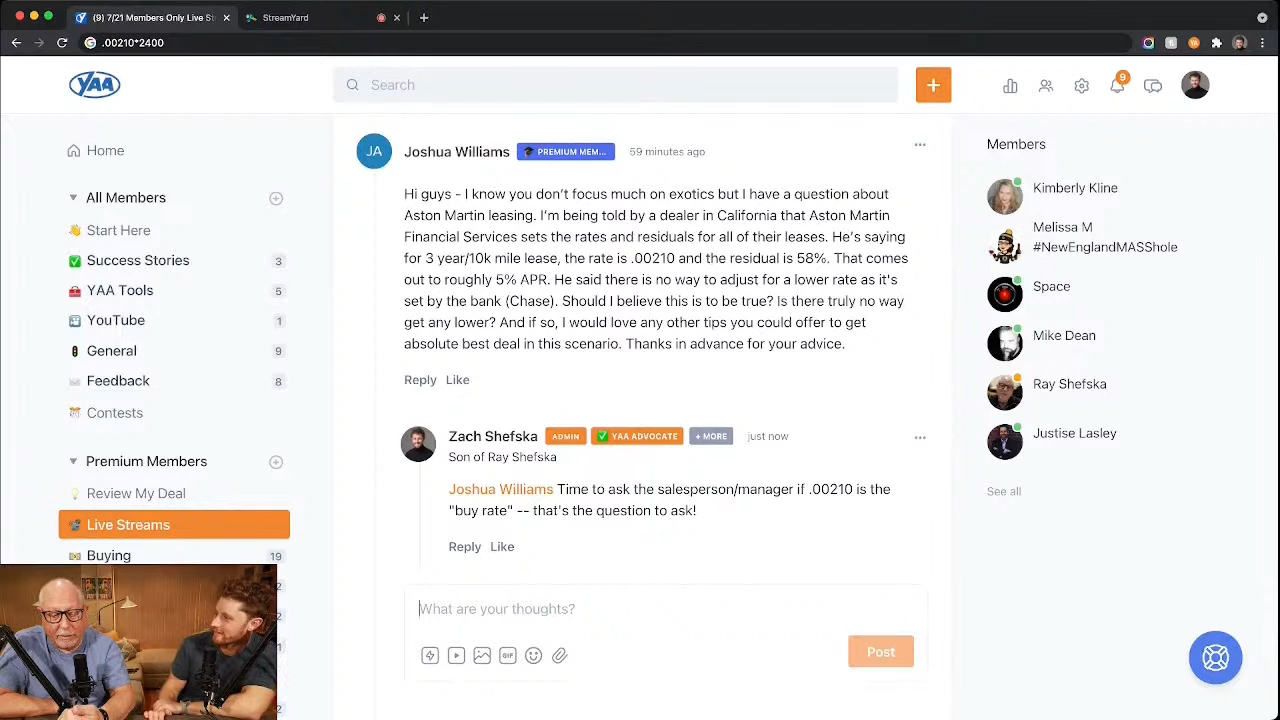 (9) 7/21 Members Only Live St
StreamYard
.00210*2400
YAA
Search
9
Home
All Members
Start Here
Success Stories 3
YAA Tools 5
YouTube 1
General 9
Feedback 8
Contests
Premium Members
Review My Deal
Live Streams
Buying 19
JA
Joshua Williams PREMIUM MEM... 59 minutes ago
Hi guys - I know you don't focus much on exotics but I have a question about
Aston Martin leasing. I'm being told by a dealer in California that Aston Martin
Financial Services sets the rates and residuals for all of their leases. He's saying
for 3 year/10k mile lease, the rate is .00210 and the residual is 58%. That comes
out to roughly 5% APR. He said there is no way to adjust for a lower rate as it's
set by the bank (Chase). Should I believe this is to be true? Is there truly no way
get any lower? And if so, I would love any other tips you could offer to get
absolute best deal in this scenario. Thanks in advance for your advice.
Reply Like
Zach Shefska ADMIN YAA ADVOCATE + MORE just now
Son of Ray Shefska
Joshua Williams Time to ask the salesperson/manager if .00210 is the
"buy rate" -- that's the question to ask!
Reply Like
What are your thoughts?
GIF
Post
Members
Kimberly Kline
Melissa M
#NewEnglandMASShole
Space
Mike Dean
Ray Shefska
Justise Lasley
See all